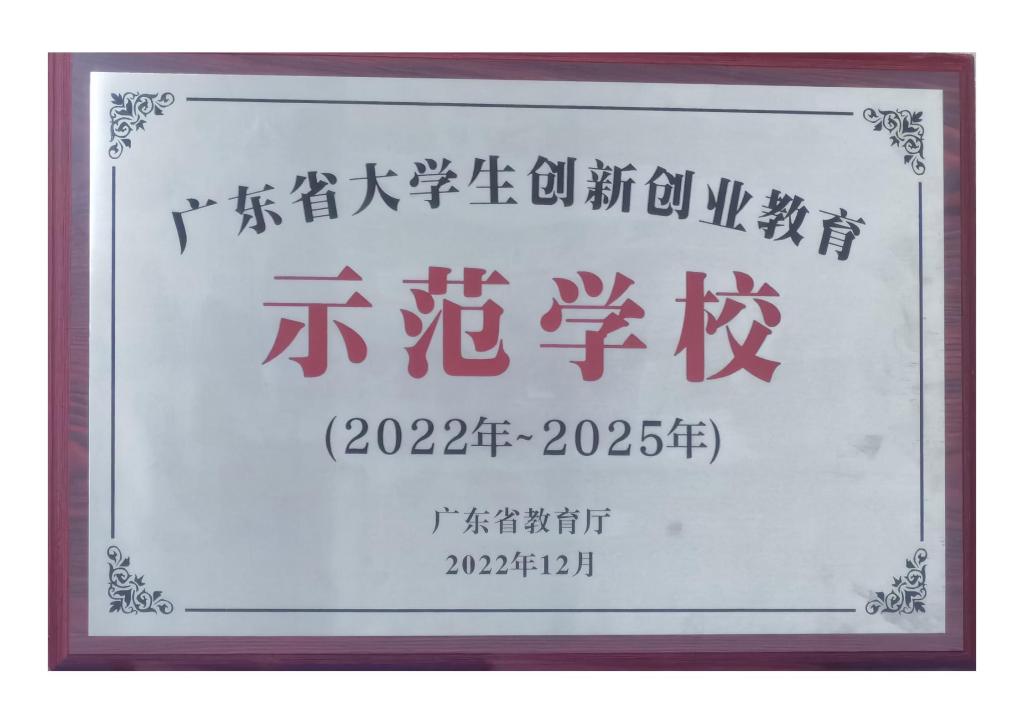 广东省大学生创新创业教育
示范学校
(2022年~2025年)
广东省教育厅
2022年12月